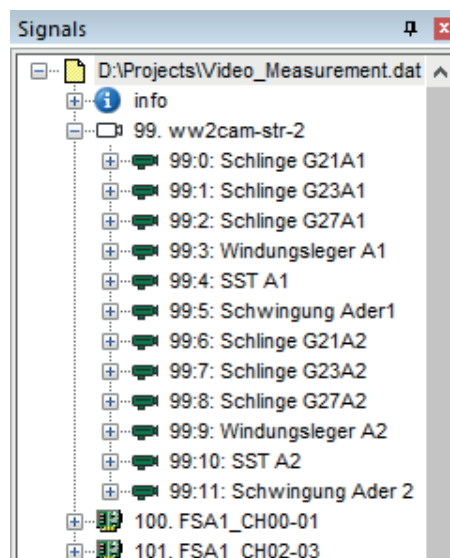 Signals
D:\Projects\Video_Measurement.dat
info
99. ww2cam-str-2
99:0: Schlinge G21A1
99:1: Schlinge G23A1
99:2: Schlinge G27A1
99:3: Windungsleger A1
99:4: SST A1
99:5: Schwingung Ader1
99:6: Schlinge G21A2
99:7: Schlinge G23A2
99:8: Schlinge G27A2
99:9: Windungsleger A2
99:10: SST A2
99:11: Schwingung Ader 2
100. FSA1_CH00-01
101. FSA1_CH02-03